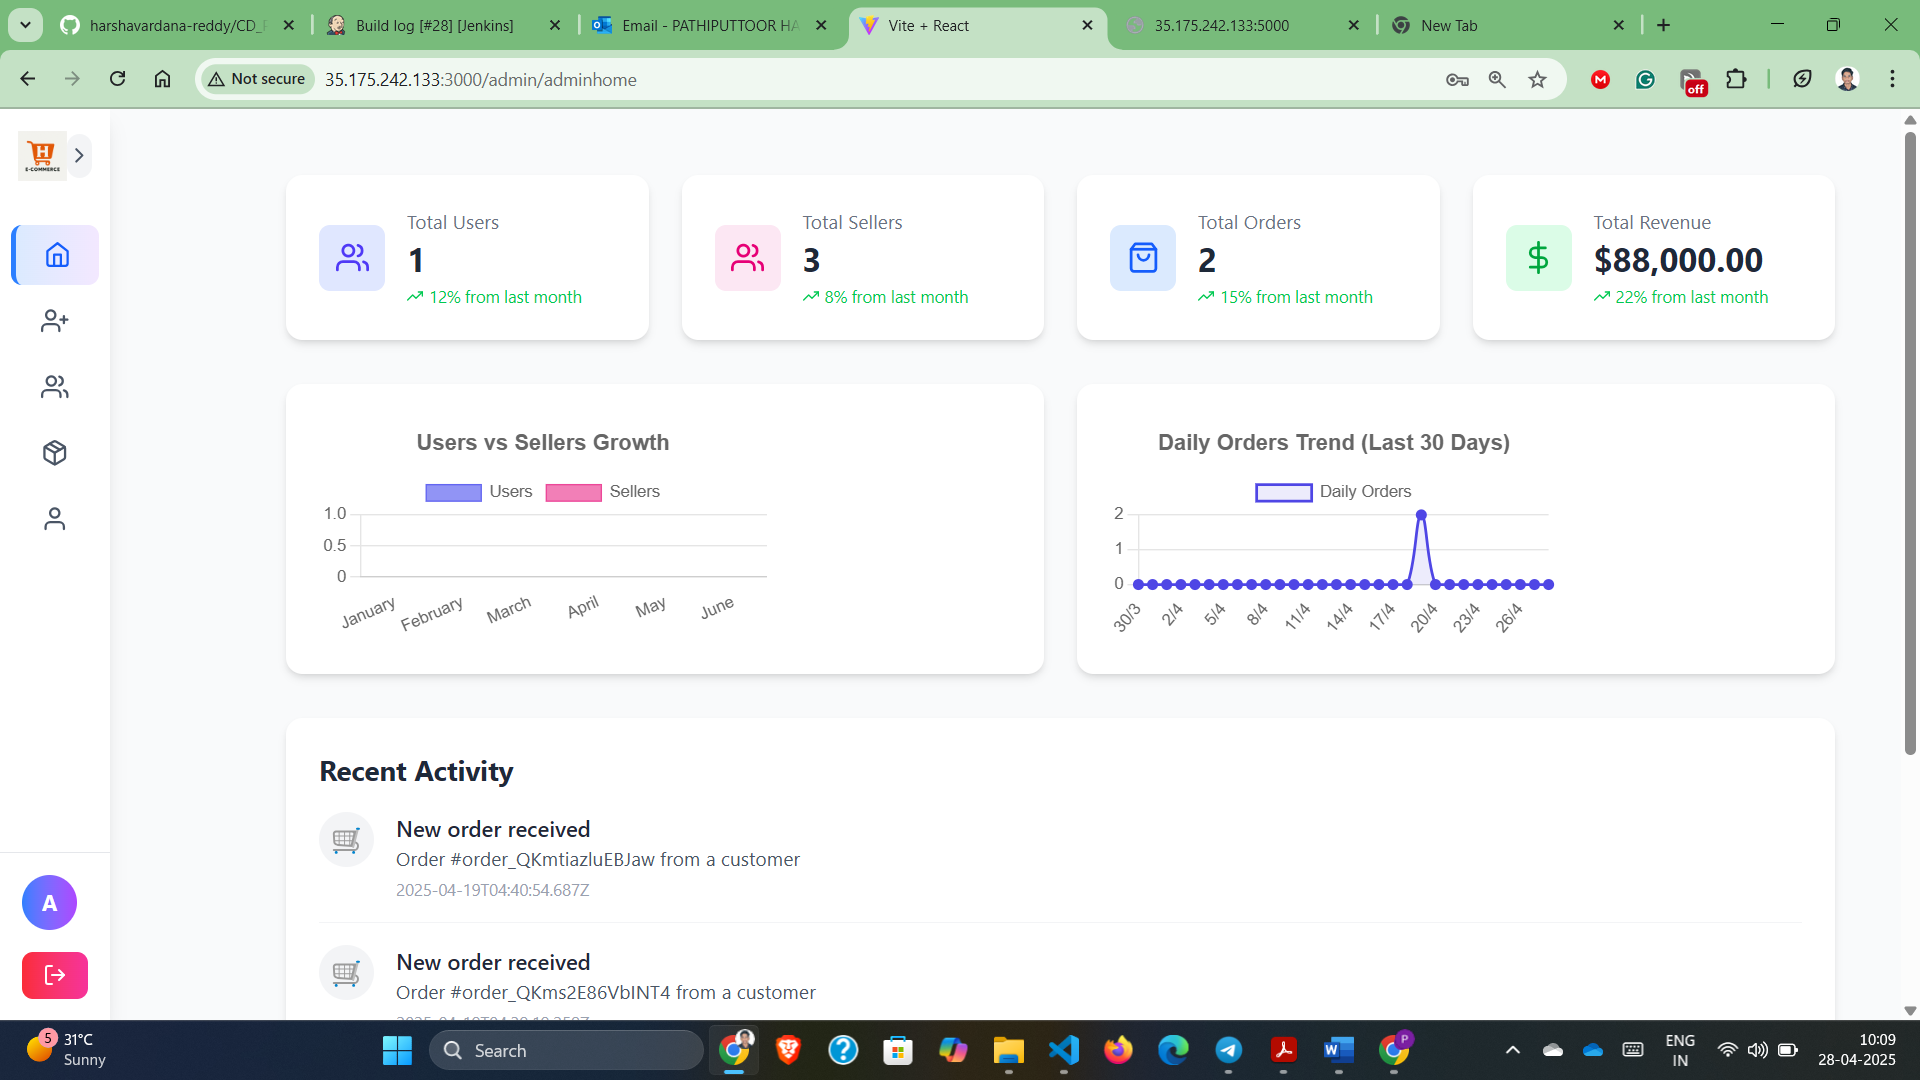 harshavardana-reddy/CD_
Build log [#28] [Jenkins]
Email - PATHIPUTTOOR HA
Vite + React
35.175.242.133:5000
New Tab
Not secure
35.175.242.133:3000/admin/adminhome
off
H
E-COMMERCE
Total Users
1
12% from last month
Total Sellers
3
8% from last month
Total Orders
2
15% from last month
Total Revenue
$88,000.00
22% from last month
Users vs Sellers Growth
Users
Sellers
1.0
0.5
0
January
February
March
April
May
June
Daily Orders Trend (Last 30 Days)
Daily Orders
2
1
0
30/3
2/4
5/4
8/4
11/4
14/4
17/4
20/4
23/4
26/4
Recent Activity
New order received
Order #order_QKmtiazluEBJaw from a customer
2025-04-19T04:40:54.687Z
New order received
Order #order_QKms2E86VbINT4 from a customer
A
5
31°C
Sunny
Search
P
ENG
IN
10:09
28-04-2025